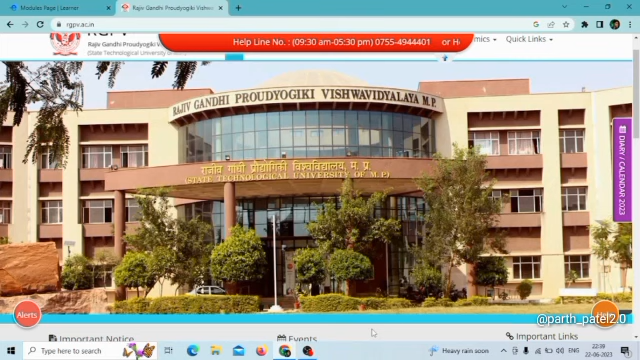 Modules Page | Learner
Rajiv Gandhi Proudyogiki Vishw
rgpv.ac.in
RGPV
Rajiv Gandhi Proudyogiki V
(State Technological University of
Help Line No. : (09:30 am-05:30 pm) 0755-4944401 or H
mics
Quick Links
RAJIV GANDHI PROUDYOGIKI VISHWAVIDYALAYA M.P.
राजीव गांधी प्रौद्योगिकी विश्वविद्यालय, म. प्र.
(STATE TECHNOLOGICAL UNIVERSITY OF M.P.)
DIARY / CALENDAR 2023
Alerts
@parth_patel2.0
Important Notice
Events
Important Links
Type here to search
Heavy rain soon
ENG
22:39
22-06-2023